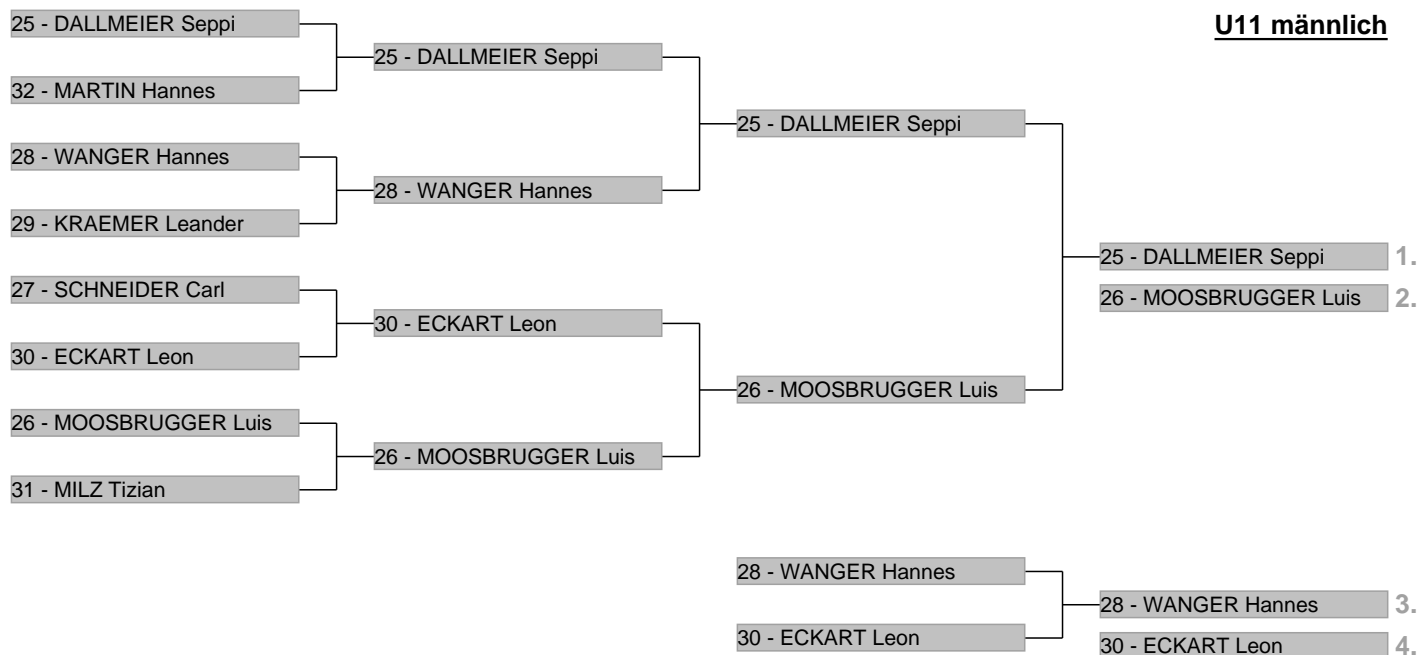 U11 männlich
25 - DALLMEIER Seppi
32 - MARTIN Hannes
28 - WANGER Hannes
29 - KRAEMER Leander
27 - SCHNEIDER Carl
30 - ECKART Leon
26 - MOOSBRUGGER Luis
31 - MILZ Tizian
25 - DALLMEIER Seppi
28 - WANGER Hannes
30 - ECKART Leon
26 - MOOSBRUGGER Luis
25 - DALLMEIER Seppi
26 - MOOSBRUGGER Luis
25 - DALLMEIER Seppi 1.
26 - MOOSBRUGGER Luis 2.
28 - WANGER Hannes
30 - ECKART Leon
28 - WANGER Hannes 3.
30 - ECKART Leon 4.